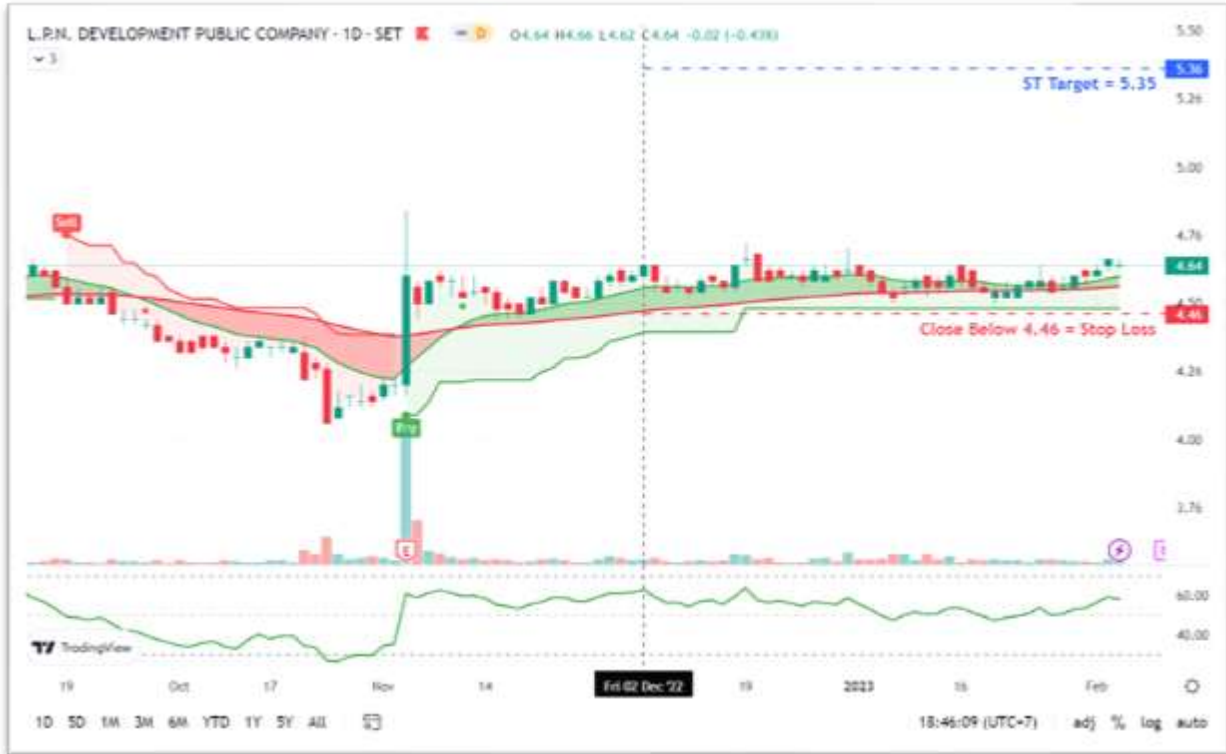 L.P.N. DEVELOPMENT PUBLIC COMPANY · 1D · SET D O4.64 H4.66 L4.62 C4.64 -0.02 (-0.43%)
3
5.50
5.36
ST Target = 5.35
5.26
5.00
4.76
Sell
4.64
4.50
4.46
Close Below 4.46 = Stop Loss
4.26
Buy
4.00
3.76
E
60.00
40.00
TradingView
19 Oct 17 Nov 14 Fri 02 Dec '22 19 2023 16 Feb
1D 5D 1M 3M 6M YTD 1Y 5Y All 18:46:09 (UTC+7) adj % log auto